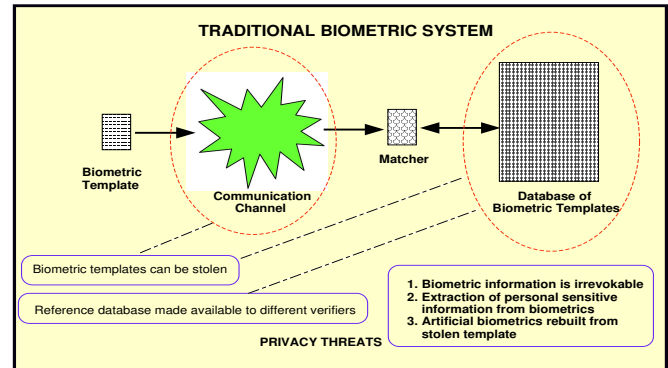 TRADITIONAL BIOMETRIC SYSTEM
Biometric
Template
Communication
Channel
Matcher
Database of
Biometric Templates
Biometric templates can be stolen
Reference database made available to different verifiers
1. Biometric information is irrevokable
2. Extraction of personal sensitive
information from biometrics
3. Artificial biometrics rebuilt from
stolen template
PRIVACY THREATS